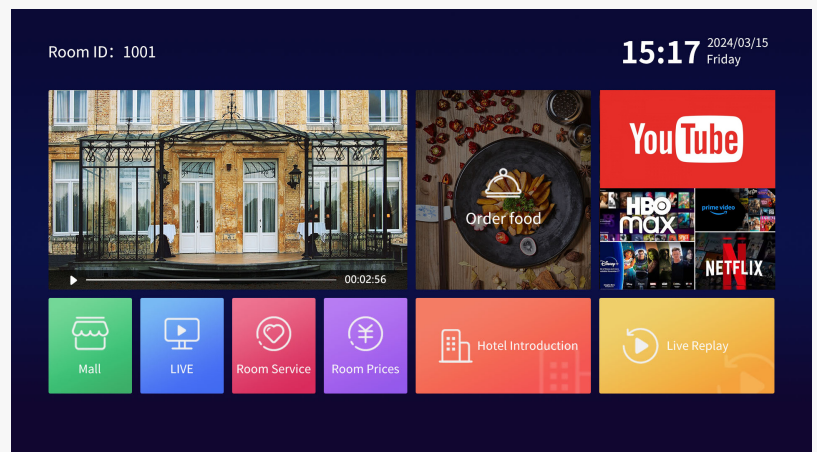 Room ID: 1001
15:17
2024/03/15
Friday
00:02:56
Order food
YouTube
HBO
max
prime video
Disney+
NETFLIX
Mall
LIVE
Room Service
Room Prices
Hotel Introduction
Live Replay